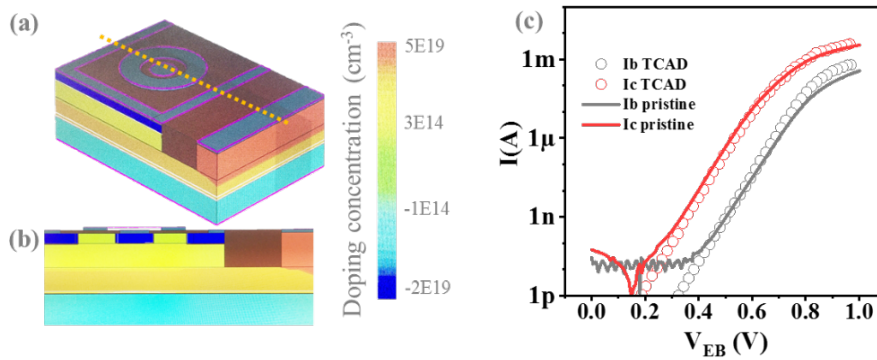 (a)
(b)
Doping concentration (cm⁻³)
5E19
3E14
-1E14
-2E19
(c)
I(A)
1m
1μ
1n
1p
Ib TCAD
Ic TCAD
Ib pristine
Ic pristine
0.0 0.2 0.4 0.6 0.8 1.0
V_EB (V)